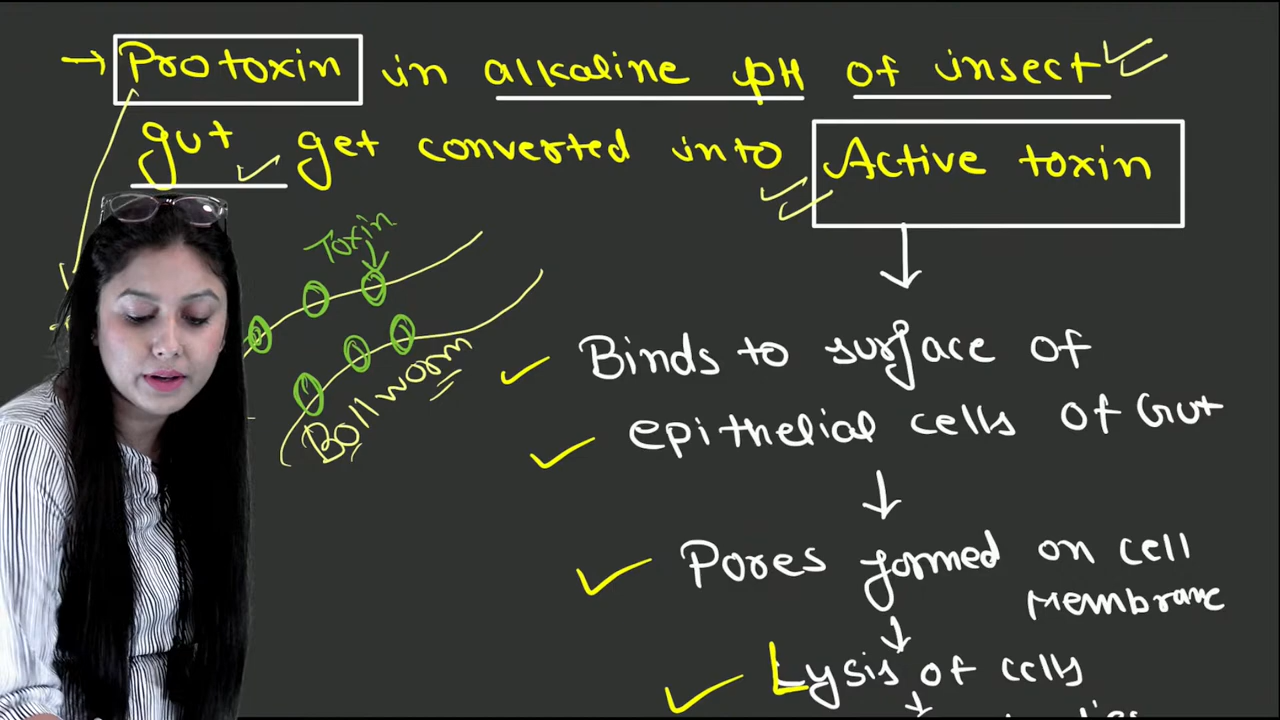 → Protoxin in alkaline pH of insect
gut get converted into Active toxin
Toxin
Bollworm
Binds to surface of
epithelial cells of Gut
↓
Pores formed on cell
Membrane
↓
Lysis of cells